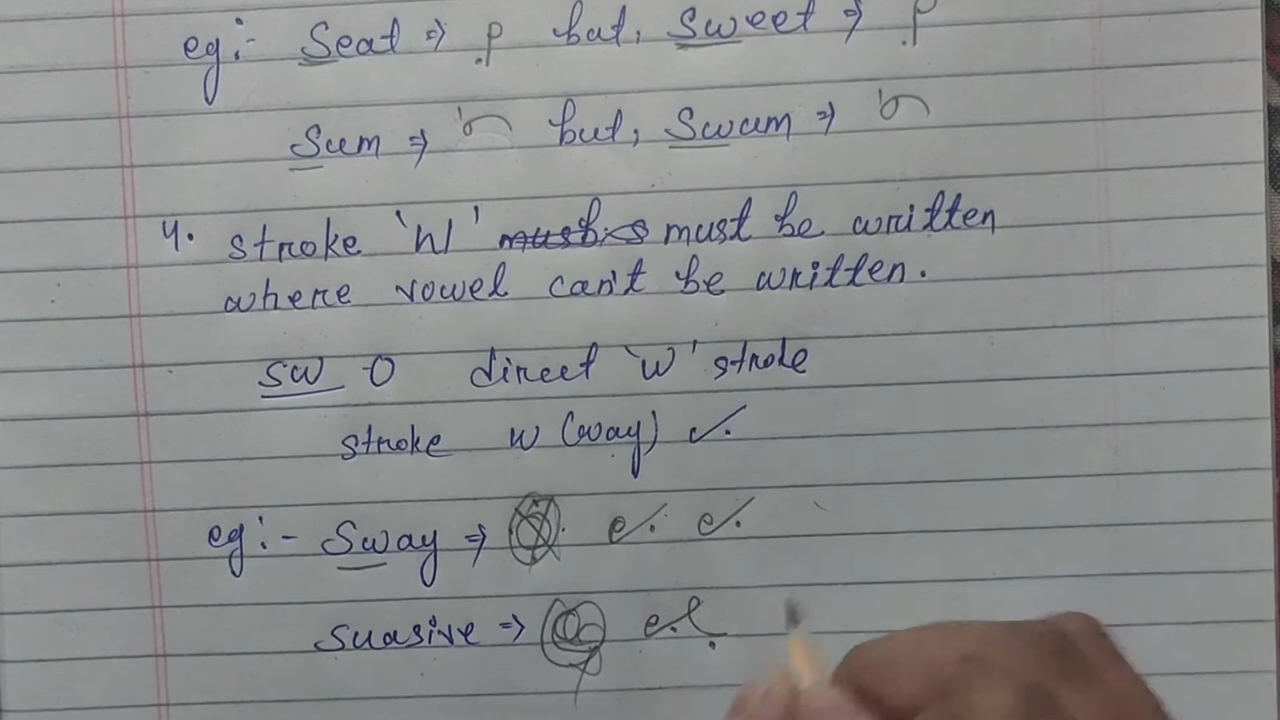 eg:- Seat ⇒ but, Sweet ⇒
Sum ⇒ but, Swum ⇒
4. stroke 'W' must be written
where vowel can't be written.
SW O direct 'W' stroke
stroke w (way)
eg:- Sway ⇒
Suasive ⇒